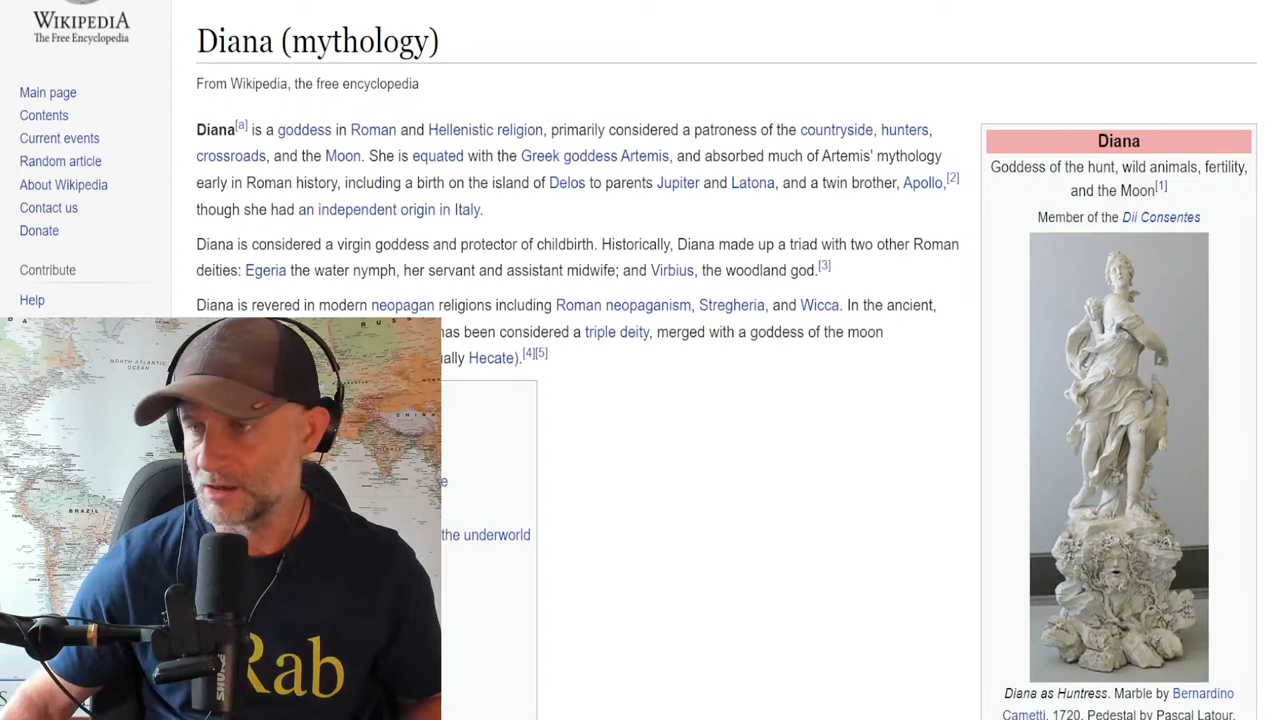 WIKIPEDIA
The Free Encyclopedia
Main page
Contents
Current events
Random article
About Wikipedia
Contact us
Donate
Contribute
Help
Diana (mythology)
From Wikipedia, the free encyclopedia
Diana[a] is a goddess in Roman and Hellenistic religion, primarily considered a patroness of the countryside, hunters,
crossroads, and the Moon. She is equated with the Greek goddess Artemis, and absorbed much of Artemis' mythology
early in Roman history, including a birth on the island of Delos to parents Jupiter and Latona, and a twin brother, Apollo,[2]
though she had an independent origin in Italy.
Diana is considered a virgin goddess and protector of childbirth. Historically, Diana made up a triad with two other Roman
deities: Egeria the water nymph, her servant and assistant midwife; and Virbius, the woodland god.[3]
Diana is revered in modern neopagan religions including Roman neopaganism, Stregheria, and Wicca. In the ancient,
has been considered a triple deity, merged with a goddess of the moon
Hecate).[4][5]
the underworld
Diana
Goddess of the hunt, wild animals, fertility,
and the Moon[1]
Member of the Dii Consentes
Diana as Huntress. Marble by Bernardino
Cametti, 1720. Pedestal by Pascal Latour,
NORTH ATLANTIC
OCEAN
BRAZIL
CHINA
SHURE
Rab